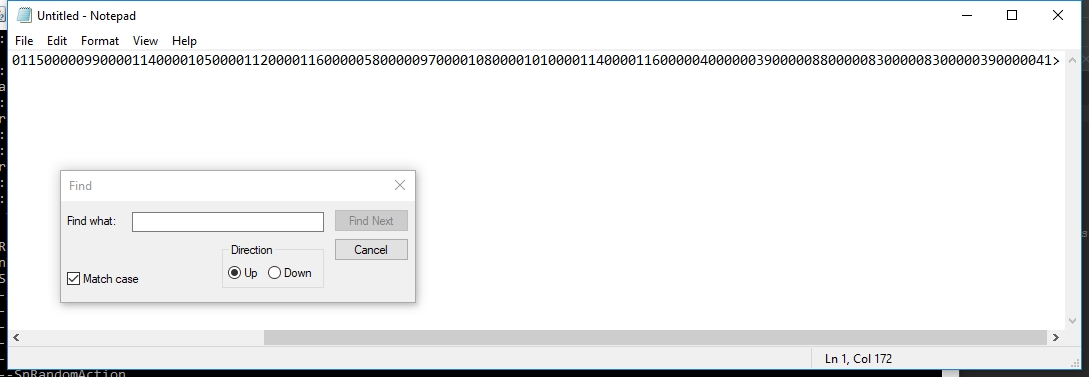 Untitled - Notepad
File Edit Format View Help
0115000009900001140000105000011200001160000058000009700001080000101000011400001160000040000003900000880000083000008300000390000041>
Find
Find what:
Find Next
Direction
Cancel
Up Down
Match case
Ln 1, Col 172
--SnRandomAction